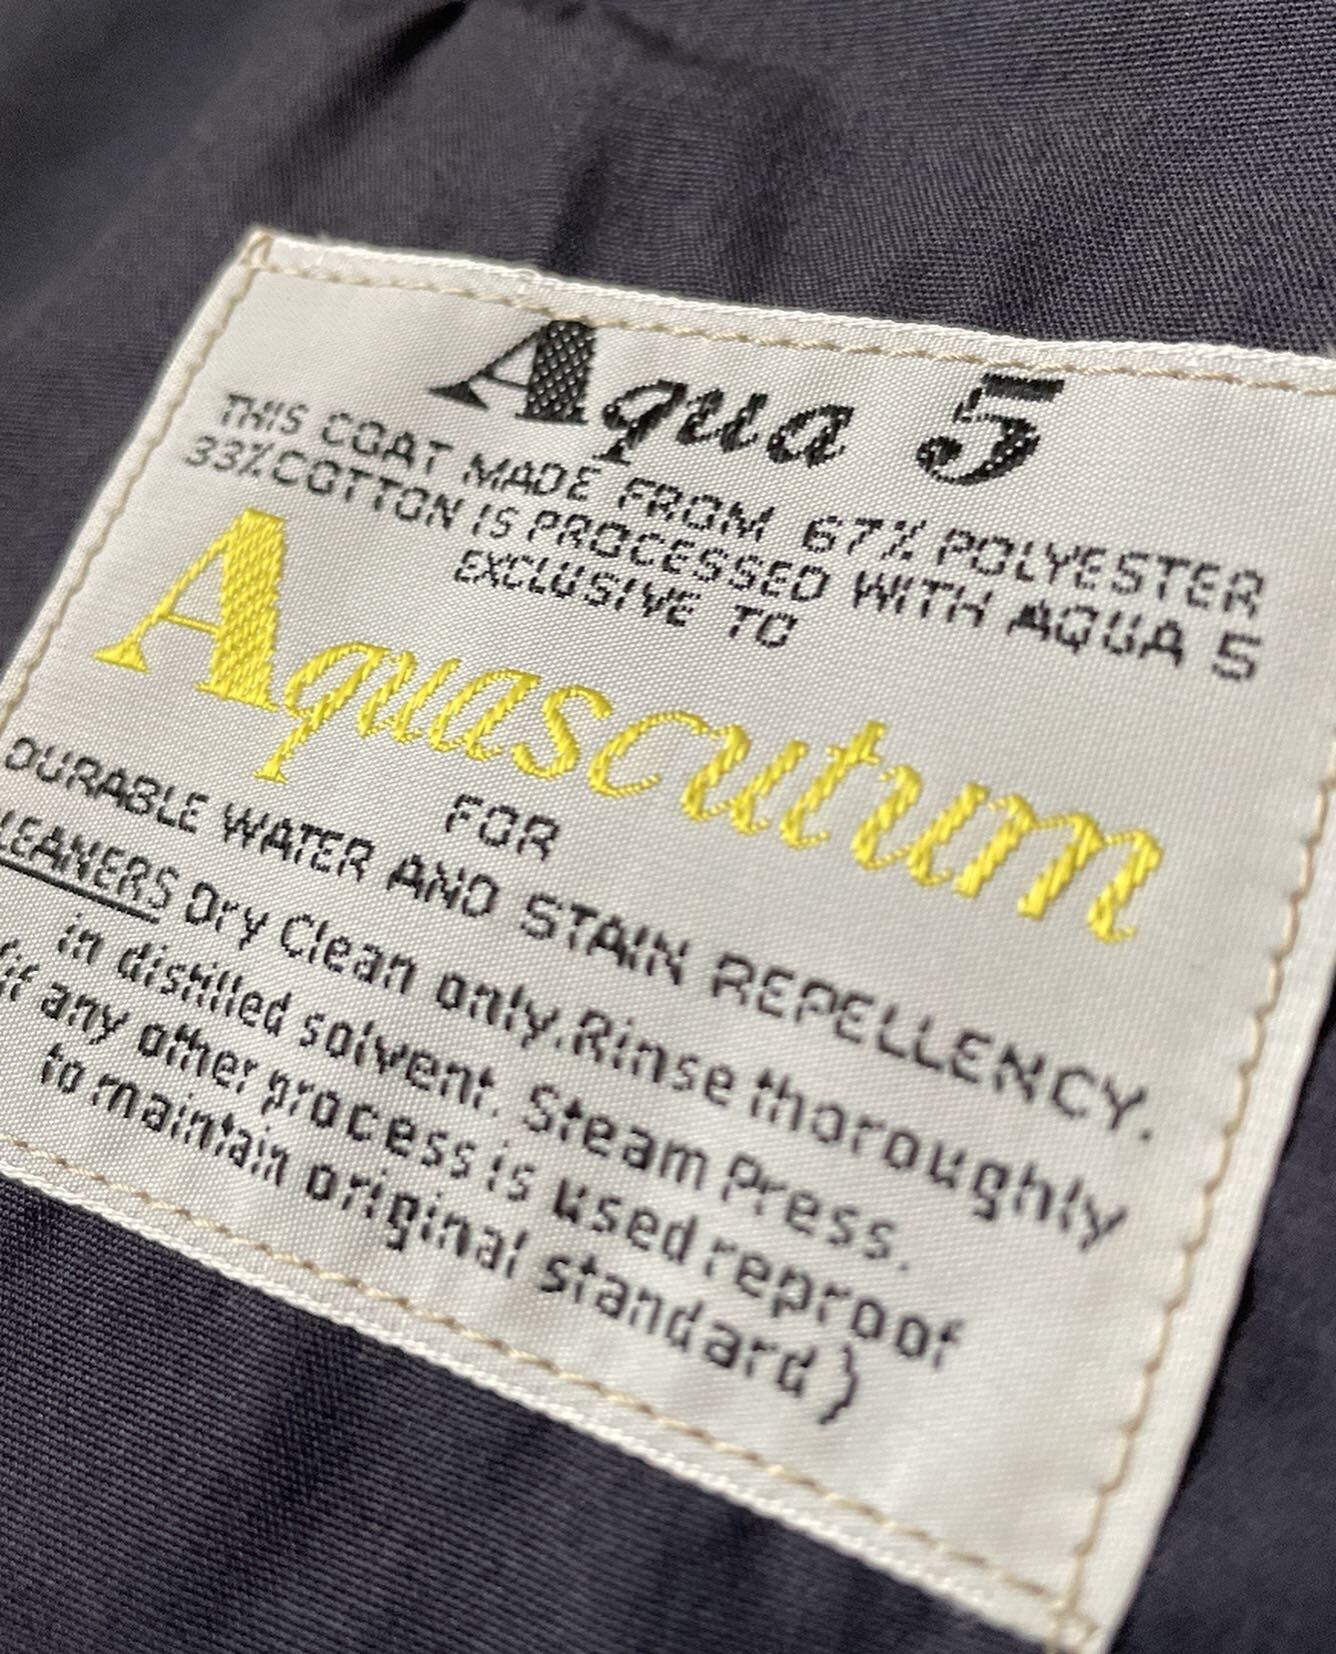 Aqua 5
THIS COAT MADE FROM 67% POLYESTER
33% COTTON IS PROCESSED WITH AQUA 5
EXCLUSIVE TO
Aquascutum
FOR
DURABLE WATER AND STAIN REPELLENCY.
LEANERS Dry Clean only. Rinse thoroughly
in distilled solvent. Steam Press.
(if any other process is used reproof
to maintain original standard)